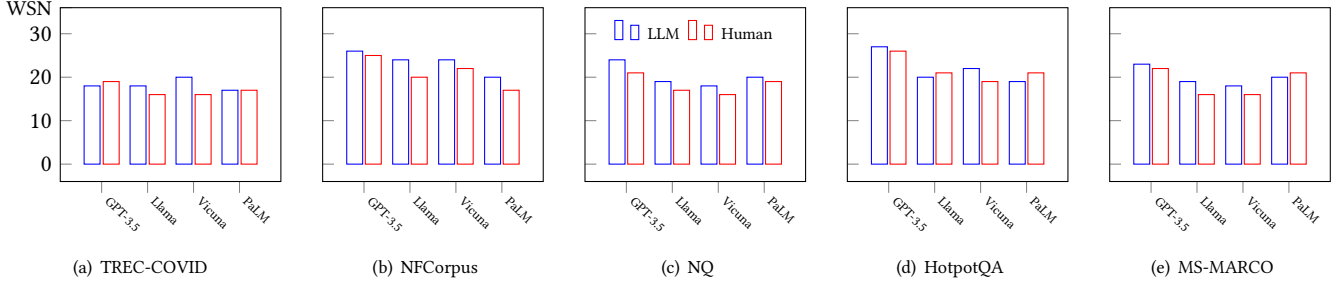 WSN
30
20
10
0
LLM Human
GPT-3.5 Llama Vicuna PaLM
GPT-3.5 Llama Vicuna PaLM
GPT-3.5 Llama Vicuna PaLM
GPT-3.5 Llama Vicuna PaLM
GPT-3.5 Llama Vicuna PaLM
(a) TREC-COVID
(b) NFCorpus
(c) NQ
(d) HotpotQA
(e) MS-MARCO